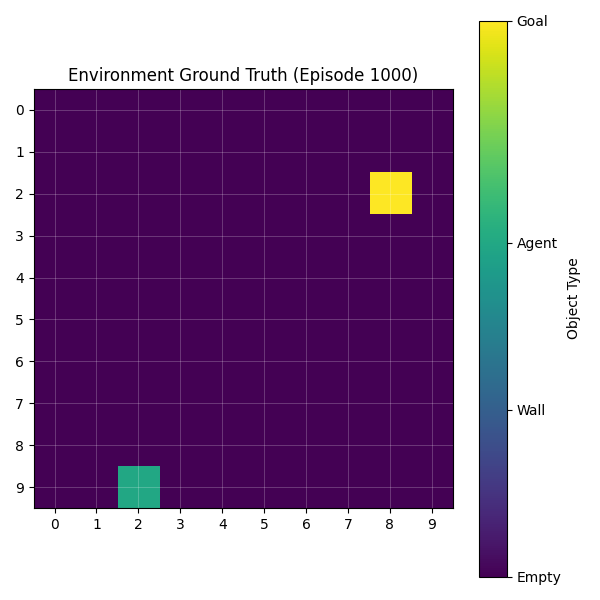 Environment Ground Truth (Episode 1000)
Goal
Agent
Wall
Empty
Object Type
0
1
2
3
4
5
6
7
8
9
0 1 2 3 4 5 6 7 8 9